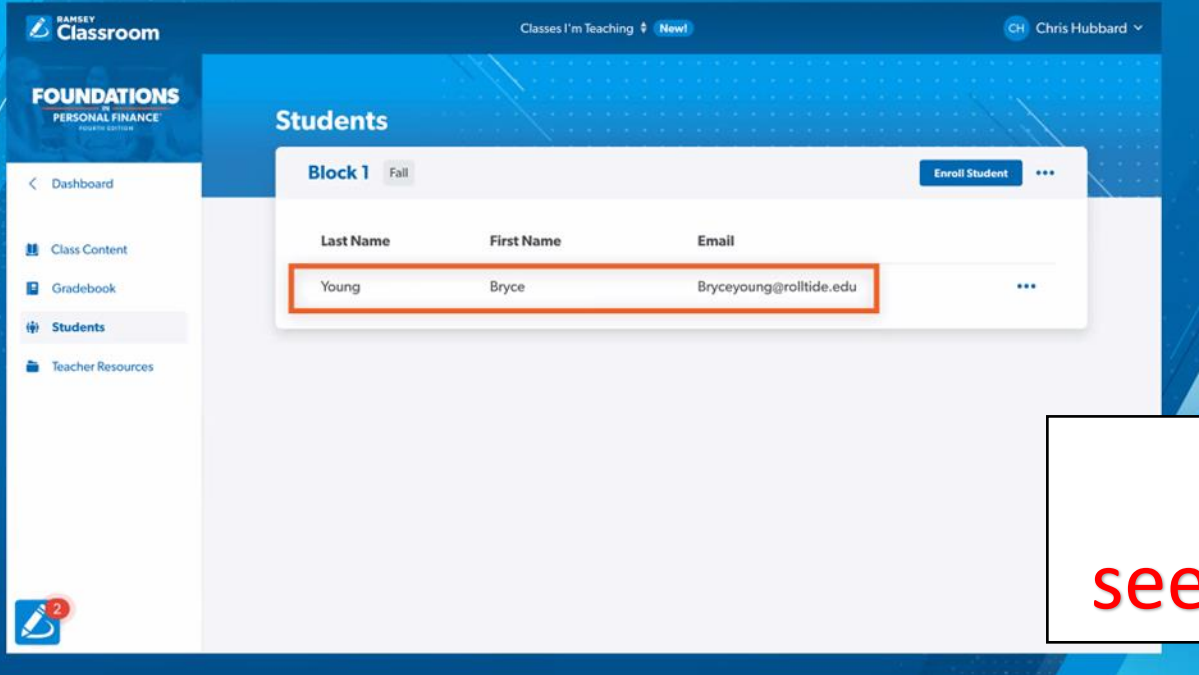 RAMSEY
Classroom
Classes I'm Teaching
New!
CH
Chris Hubbard
FOUNDATIONS
IN
PERSONAL FINANCE
FOURTH EDITION
Dashboard
Class Content
Gradebook
Students
Teacher Resources
2
Students
Block 1
Fall
Enroll Student
Last Name First Name Email
Young Bryce Bryceyoung@rolltide.edu
see